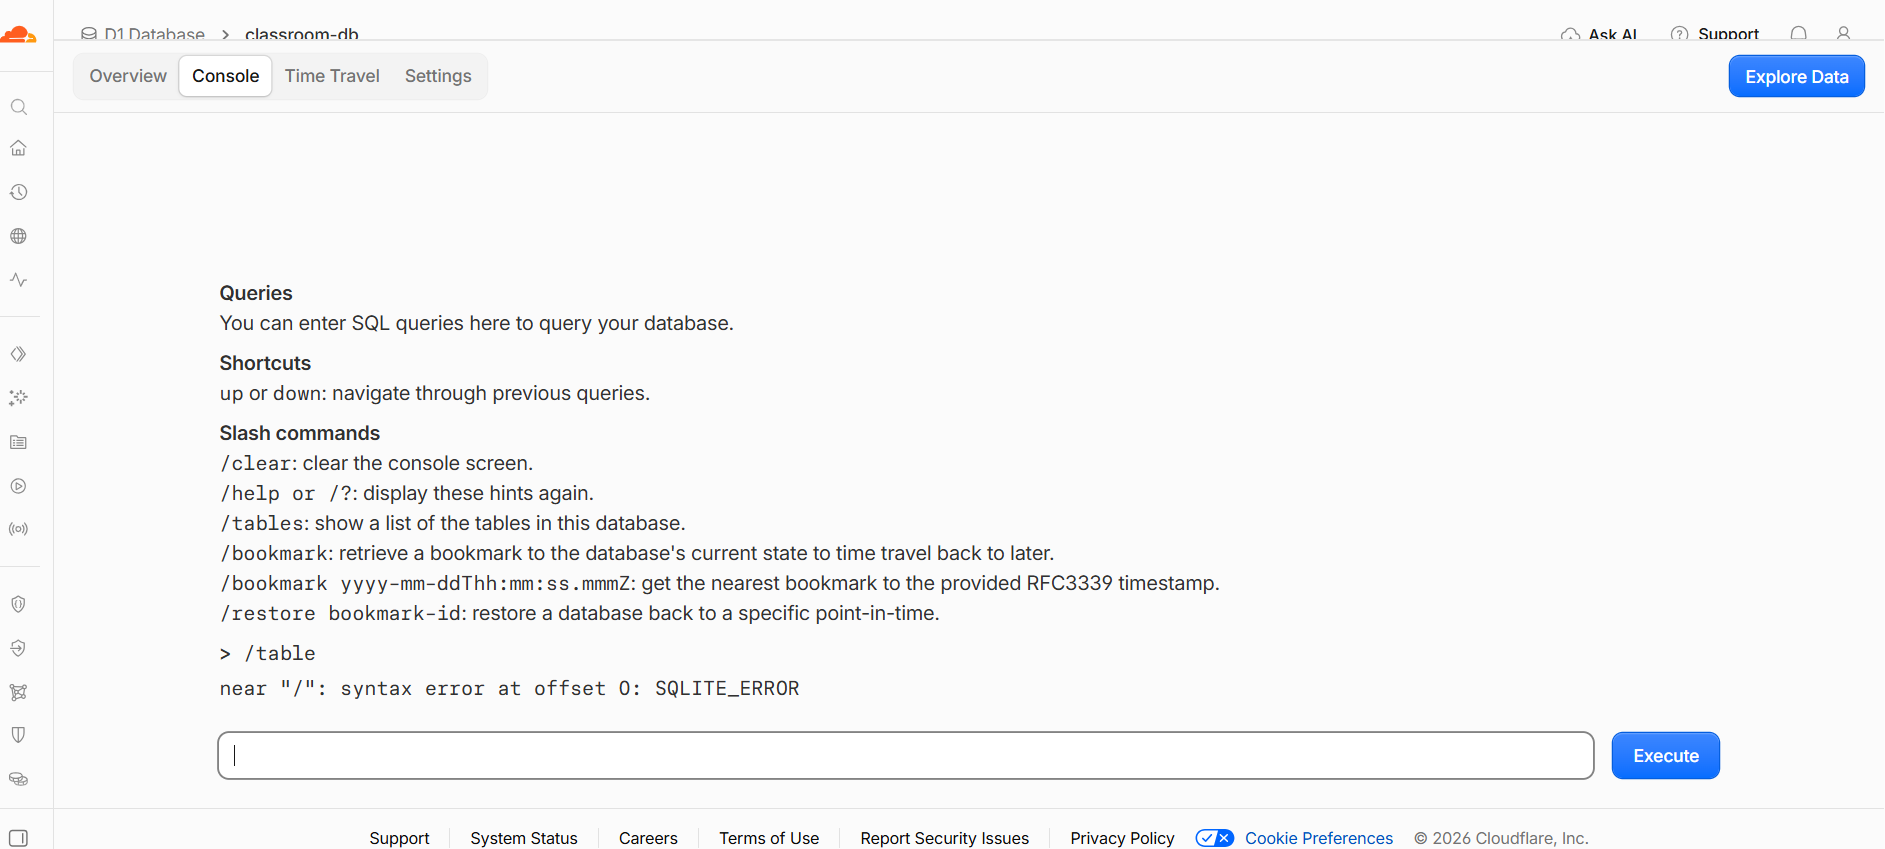 D1 Database > classroom-db
Ask AI
Support
Overview
Console
Time Travel
Settings
Explore Data
Queries
You can enter SQL queries here to query your database.
Shortcuts
up or down: navigate through previous queries.
Slash commands
/clear: clear the console screen.
/help or /?: display these hints again.
/tables: show a list of the tables in this database.
/bookmark: retrieve a bookmark to the database's current state to time travel back to later.
/bookmark yyyy-mm-ddThh:mm:ss.mmmZ: get the nearest bookmark to the provided RFC3339 timestamp.
/restore bookmark-id: restore a database back to a specific point-in-time.
> /table
near "/": syntax error at offset 0: SQLITE_ERROR
Execute
Support
System Status
Careers
Terms of Use
Report Security Issues
Privacy Policy
Cookie Preferences
© 2026 Cloudflare, Inc.